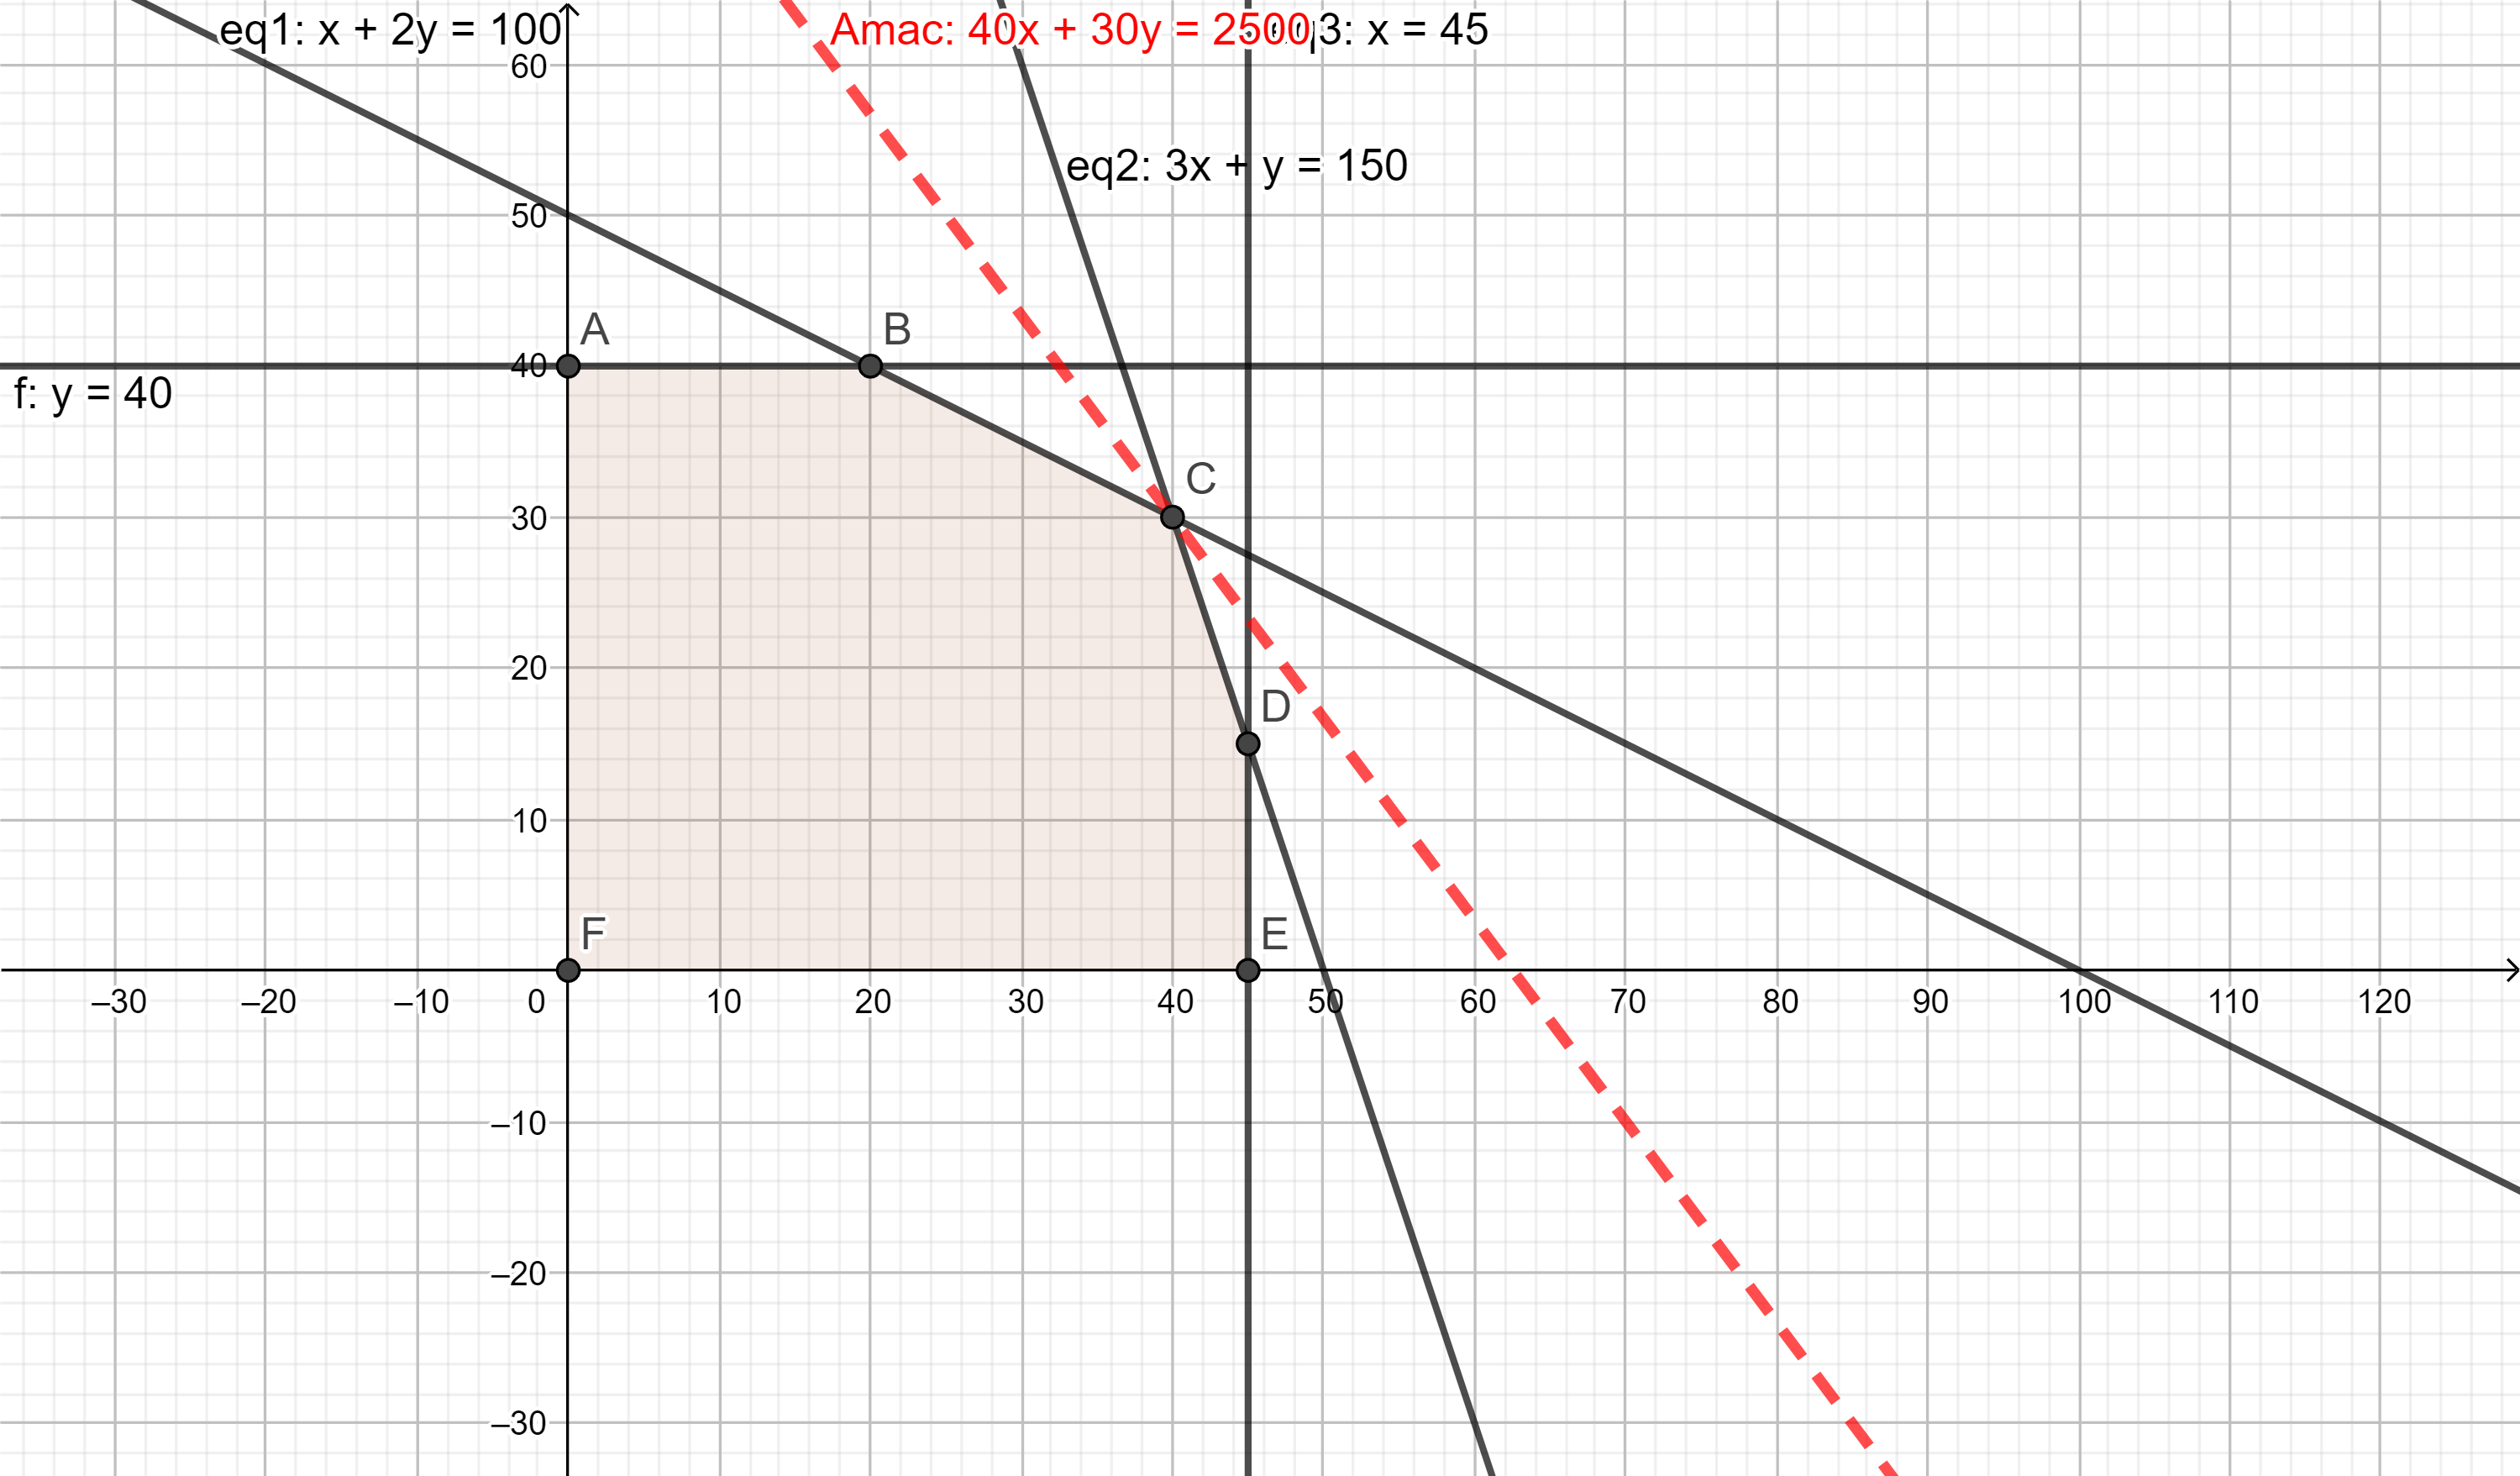 eq1: x + 2y = 100
Amac: 40x + 30y = 2500
q3: x = 45
60
eq2: 3x + y = 150
50
A
B
40
f: y = 40
C
30
20
D
10
F
E
–30 –20 –10 0 10 20 30 40 50 60 70 80 90 100 110 120
–10
–20
–30